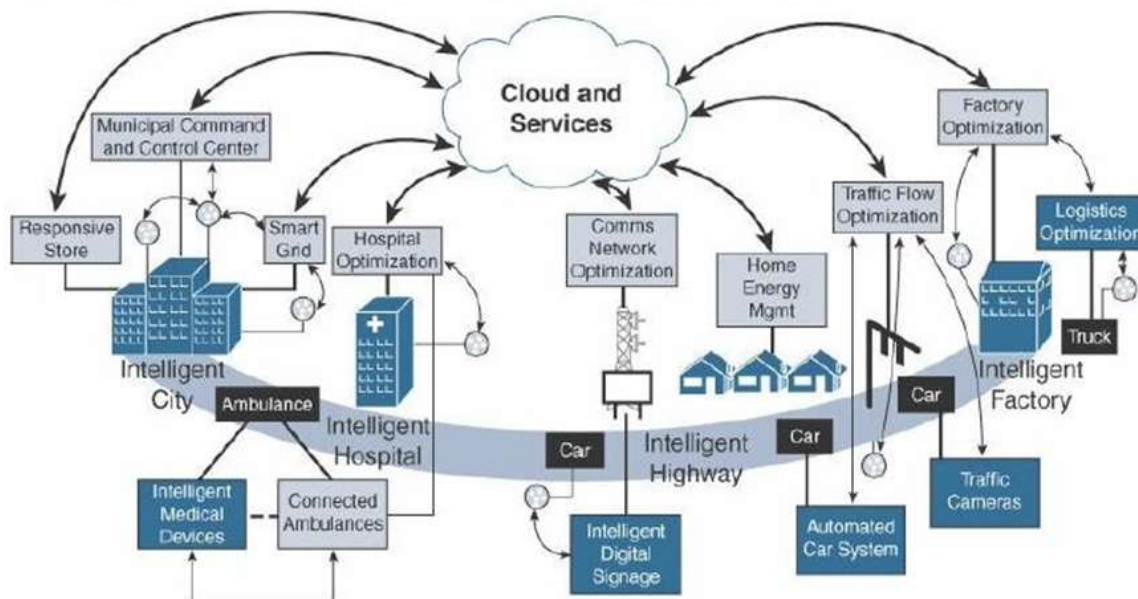 Cloud and
Services
Municipal Command
and Control Center
Factory
Optimization
Responsive
Store
Smart
Grid
Hospital
Optimization
Comms
Network
Optimization
Home
Energy
Mgmt
Traffic Flow
Optimization
Logistics
Optimization
Truck
Intelligent
City
Ambulance
Intelligent
Hospital
Car
Intelligent
Highway
Car
Car
Intelligent
Factory
Intelligent
Medical
Devices
Connected
Ambulances
Intelligent
Digital
Signage
Automated
Car System
Traffic
Cameras